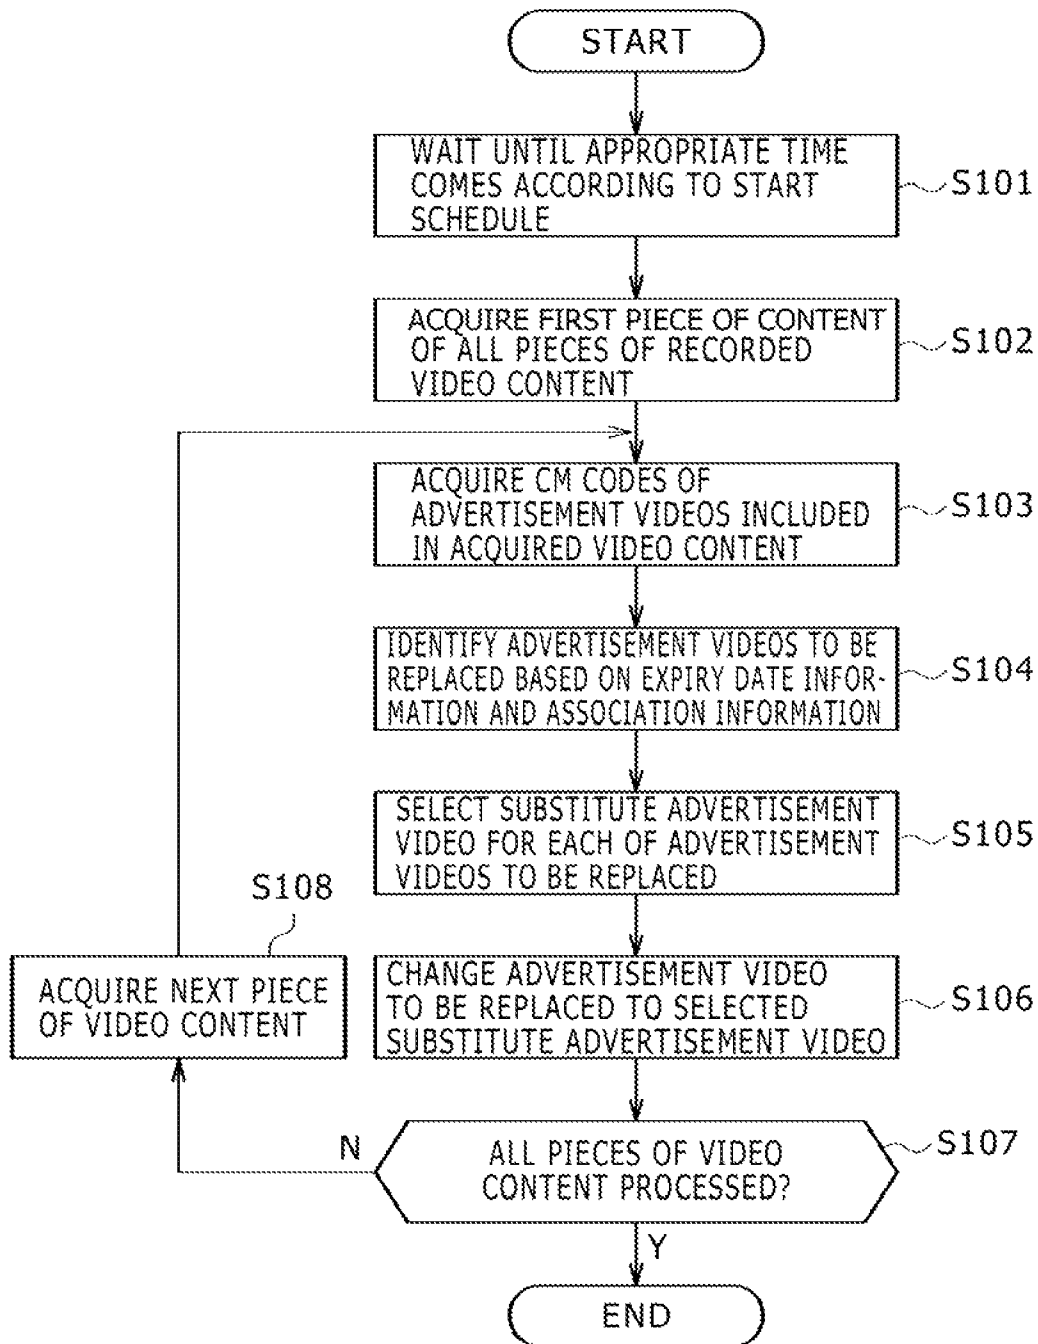 START
WAIT UNTIL APPROPRIATE TIME
COMES ACCORDING TO START
SCHEDULE
S101
ACQUIRE FIRST PIECE OF CONTENT
OF ALL PIECES OF RECORDED
VIDEO CONTENT
S102
ACQUIRE CM CODES OF
ADVERTISEMENT VIDEOS INCLUDED
IN ACQUIRED VIDEO CONTENT
S103
IDENTIFY ADVERTISEMENT VIDEOS TO BE
REPLACED BASED ON EXPIRY DATE INFOR-
MATION AND ASSOCIATION INFORMATION
S104
SELECT SUBSTITUTE ADVERTISEMENT
VIDEO FOR EACH OF ADVERTISEMENT
VIDEOS TO BE REPLACED
S105
CHANGE ADVERTISEMENT VIDEO
TO BE REPLACED TO SELECTED
SUBSTITUTE ADVERTISEMENT VIDEO
S106
S108
ACQUIRE NEXT PIECE
OF VIDEO CONTENT
N
ALL PIECES OF VIDEO
CONTENT PROCESSED?
S107
Y
END